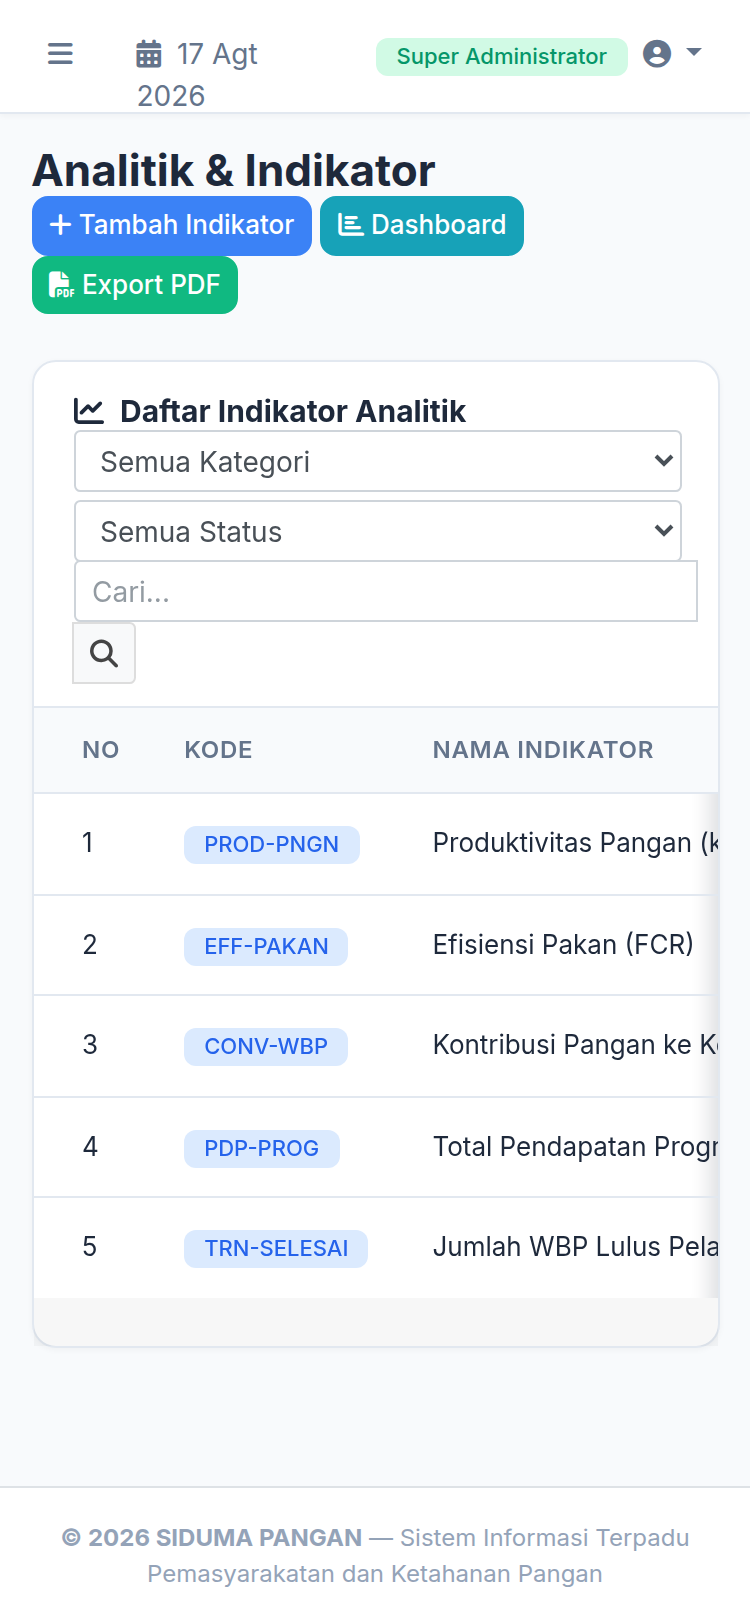 17 Agt
2026
Super Administrator
Analitik & Indikator
Tambah Indikator
Dashboard
Export PDF
Daftar Indikator Analitik
Semua Kategori
Semua Status
Cari...
NO KODE NAMA INDIKATOR
1 PROD-PNGN Produktivitas Pangan (k
2 EFF-PAKAN Efisiensi Pakan (FCR)
3 CONV-WBP Kontribusi Pangan ke
4 PDP-PROG Total Pendapatan Progr
5 TRN-SELESAI Jumlah WBP Lulus Pela
© 2026 SIDUMA PANGAN — Sistem Informasi Terpadu
Pemasyarakatan dan Ketahanan Pangan